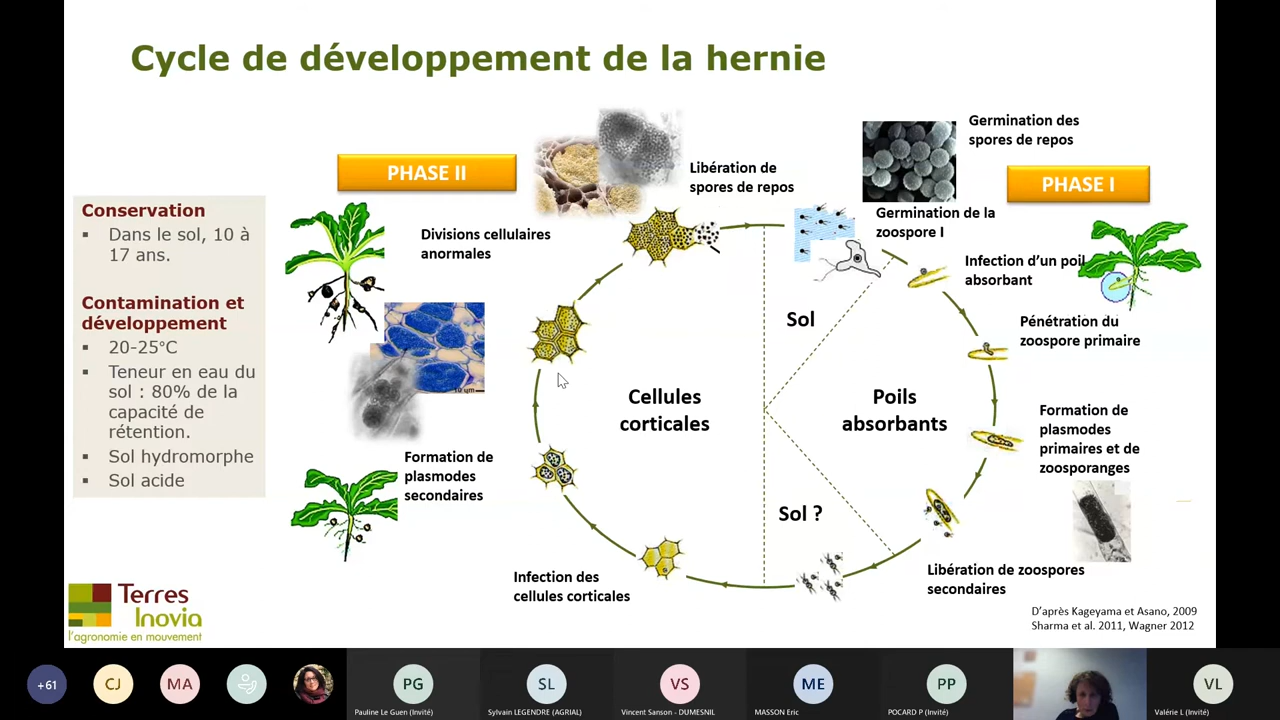 Cycle de développement de la hernie
PHASE II
Libération de
spores de repos
Germination des
spores de repos
PHASE I
Conservation
▪ Dans le sol, 10 à
17 ans.
Contamination et
développement
▪ 20-25°C
▪ Teneur en eau du
sol : 80% de la
capacité de
rétention.
▪ Sol hydromorphe
▪ Sol acide
Divisions cellulaires
anormales
Germination de la
zoospore I
Infection d'un poil
absorbant
Pénétration du
zoospore primaire
Sol
Cellules
corticales
Poils
absorbants
10 µm
Formation de
plasmodes
primaires et de
zoosporanges
Formation de
plasmodes
secondaires
Sol ?
Infection des
cellules corticales
Libération de zoospores
secondaires
D'après Kageyama et Asano, 2009
Sharma et al. 2011, Wagner 2012
Terres
Inovia
l'agronomie en mouvement
+61
CJ
MA
PG
Pauline Le Guen (Invité)
SL
Sylvain LEGENDRE (AGRIAL)
VS
Vincent Sanson - DUMESNIL
ME
MASSON Eric
PP
POCARD P (Invité)
VL
Valérie L (Invité)